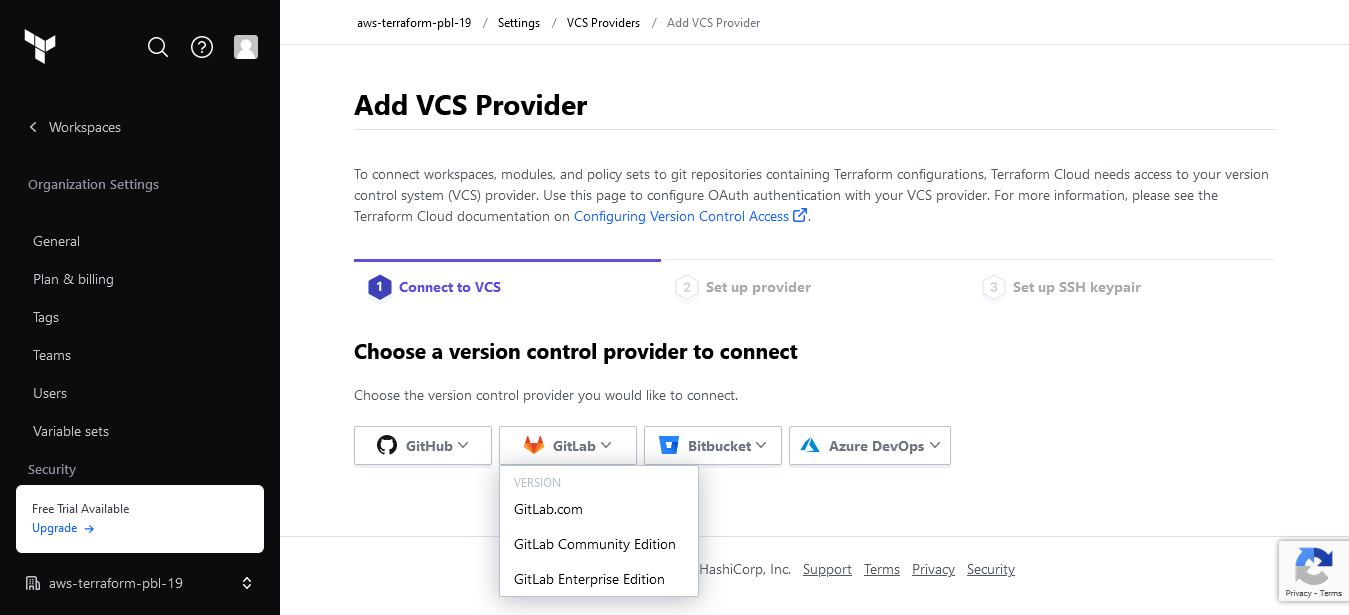 aws-terraform-pbl-19 / Settings / VCS Providers / Add VCS Provider
Workspaces
Organization Settings
General
Plan & billing
Tags
Teams
Users
Variable sets
Security
Free Trial Available
Upgrade →
aws-terraform-pbl-19
Add VCS Provider
To connect workspaces, modules, and policy sets to git repositories containing Terraform configurations, Terraform Cloud needs access to your version
control system (VCS) provider. Use this page to configure OAuth authentication with your VCS provider. For more information, please see the
Terraform Cloud documentation on Configuring Version Control Access.
1 Connect to VCS
2 Set up provider
3 Set up SSH keypair
Choose a version control provider to connect
Choose the version control provider you would like to connect.
GitHub
GitLab
Bitbucket
Azure DevOps
VERSION
GitLab.com
GitLab Community Edition
GitLab Enterprise Edition
HashiCorp, Inc. Support Terms Privacy Security
Privacy - Terms